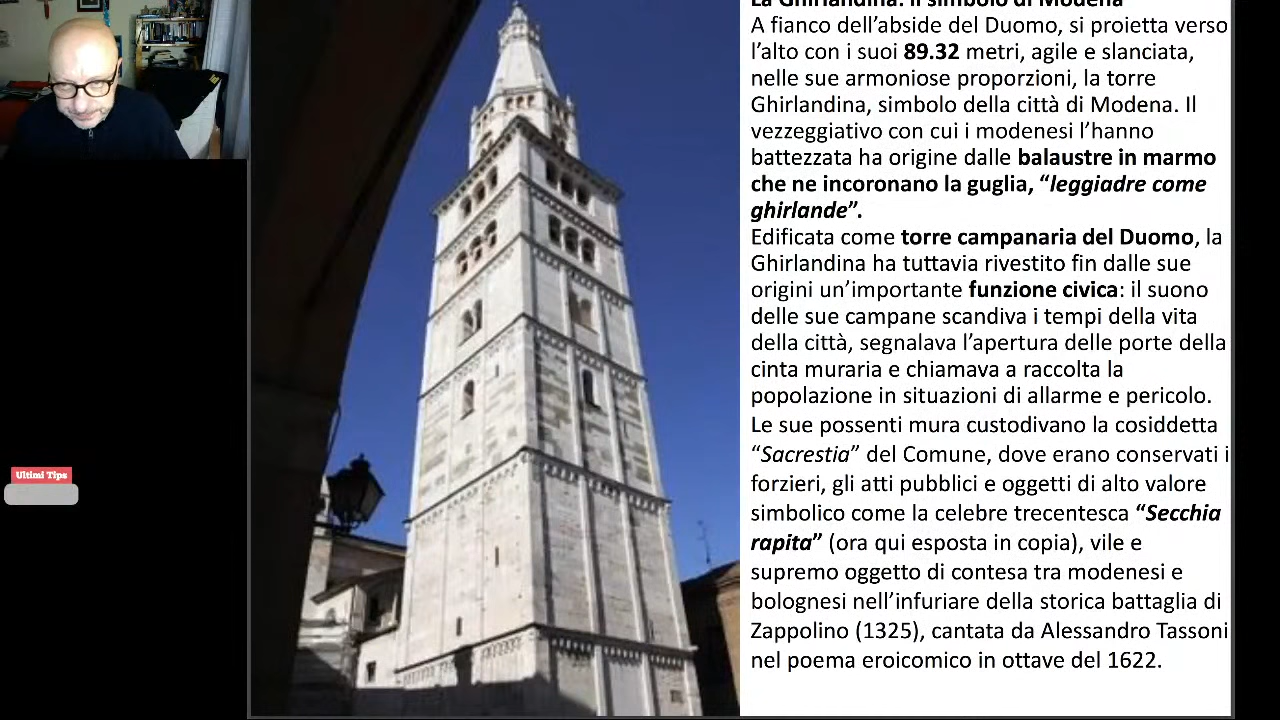 La Ghirlandina: il simbolo di Modena
A fianco dell’abside del Duomo, si proietta verso
l’alto con i suoi 89.32 metri, agile e slanciata,
nelle sue armoniose proporzioni, la torre
Ghirlandina, simbolo della città di Modena. Il
vezzeggiativo con cui i modenesi l’hanno
battezzata ha origine dalle balaustre in marmo
che ne incoronano la guglia, “leggiadre come
ghirlande”.
Edificata come torre campanaria del Duomo, la
Ghirlandina ha tuttavia rivestito fin dalle sue
origini un’importante funzione civica: il suono
delle sue campane scandiva i tempi della vita
della città, segnalava l’apertura delle porte della
cinta muraria e chiamava a raccolta la
popolazione in situazioni di allarme e pericolo.
Le sue possenti mura custodivano la cosiddetta
“Sacrestia” del Comune, dove erano conservati i
forzieri, gli atti pubblici e oggetti di alto valore
simbolico come la celebre trecentesca “Secchia
rapita” (ora qui esposta in copia), vile e
supremo oggetto di contesa tra modenesi e
bolognesi nell’infuriare della storica battaglia di
Zappolino (1325), cantata da Alessandro Tassoni
nel poema eroicomico in ottave del 1622.
Ultimi Tips